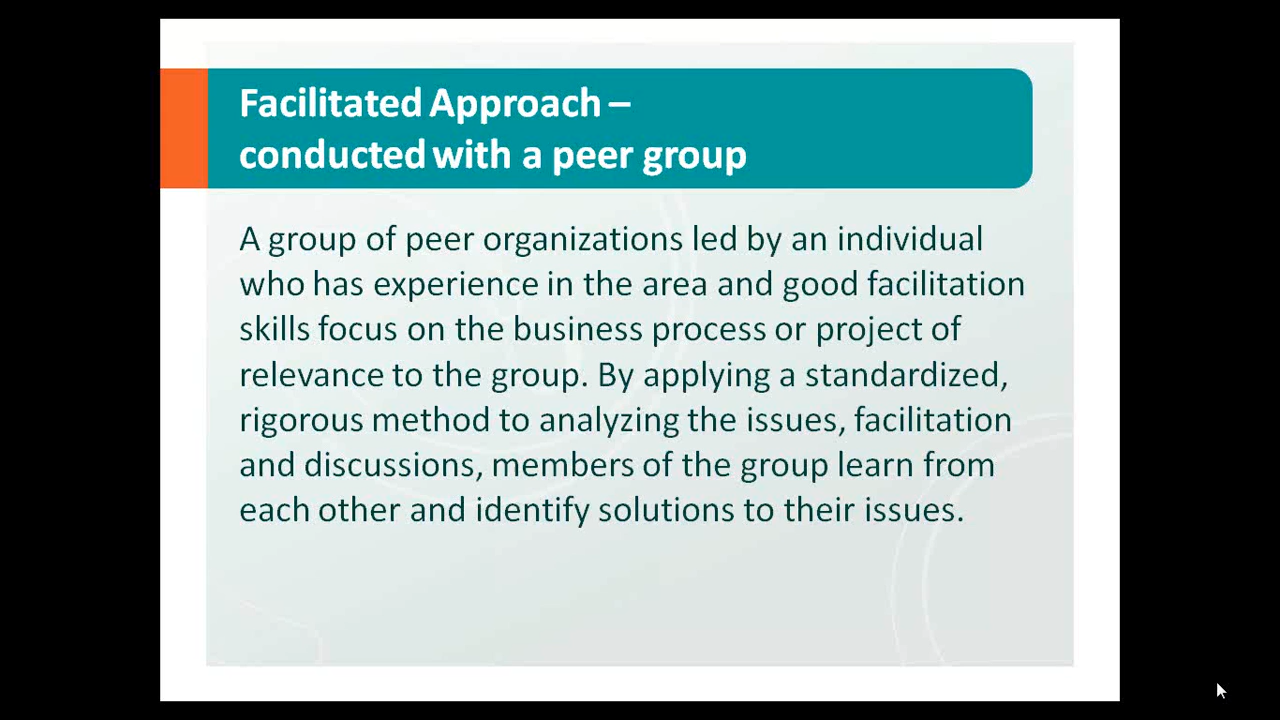 Facilitated Approach –
conducted with a peer group
A group of peer organizations led by an individual
who has experience in the area and good facilitation
skills focus on the business process or project of
relevance to the group. By applying a standardized,
rigorous method to analyzing the issues, facilitation
and discussions, members of the group learn from
each other and identify solutions to their issues.